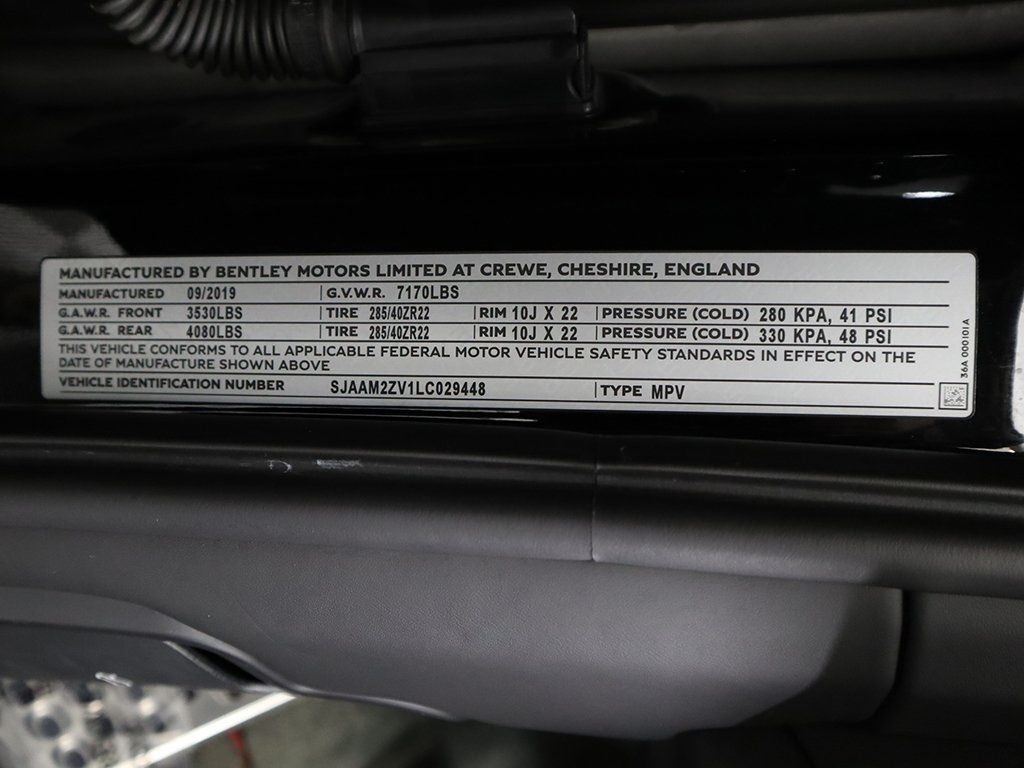 MANUFACTURED BY BENTLEY MOTORS LIMITED AT CREWE, CHESHIRE, ENGLAND
MANUFACTURED 09/2019 G.V.W.R. 7170LBS
G.A.W.R. FRONT 3530LBS TIRE 285/40ZR22 RIM 10J X 22 PRESSURE (COLD) 280 KPA, 41 PSI
G.A.W.R. REAR 4080LBS TIRE 285/40ZR22 RIM 10J X 22 PRESSURE (COLD) 330 KPA, 48 PSI
THIS VEHICLE CONFORMS TO ALL APPLICABLE FEDERAL MOTOR VEHICLE SAFETY STANDARDS IN EFFECT ON THE
DATE OF MANUFACTURE SHOWN ABOVE
VEHICLE IDENTIFICATION NUMBER SJAAM2ZV1LC029448 TYPE MPV
36A 000101A